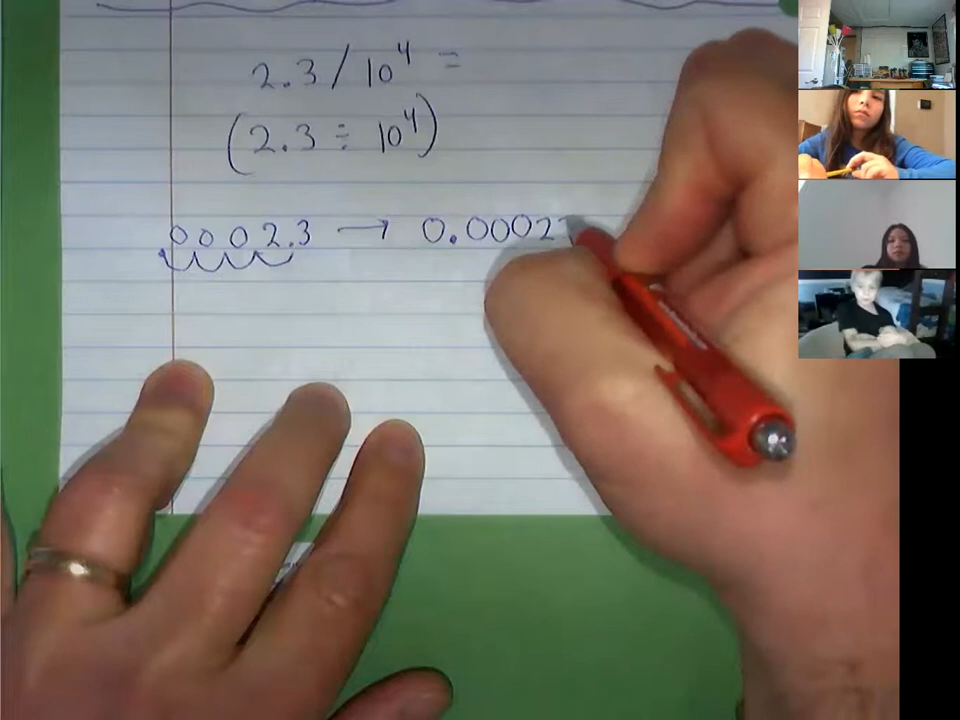 2.3 / 10⁴ =
(2.3 ÷ 10⁴)
0002.3 → 0.0002